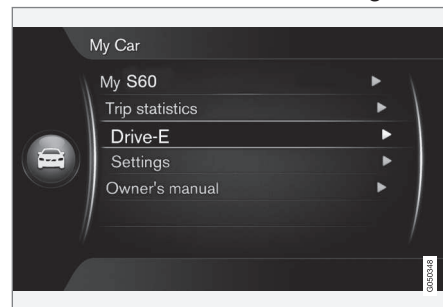 My Car
My S60
Trip statistics
Drive-E
Settings
Owner's manual
G050348